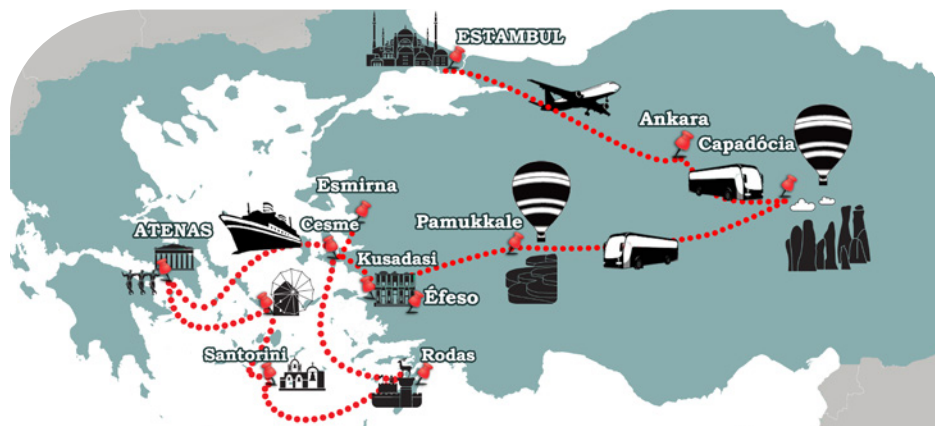 ESTAMBUL
Ankara
Capadócia
Esmirna
Cesme
Pamukkale
ATENAS
Kusadasi
Éfeso
Santorini
Rodas